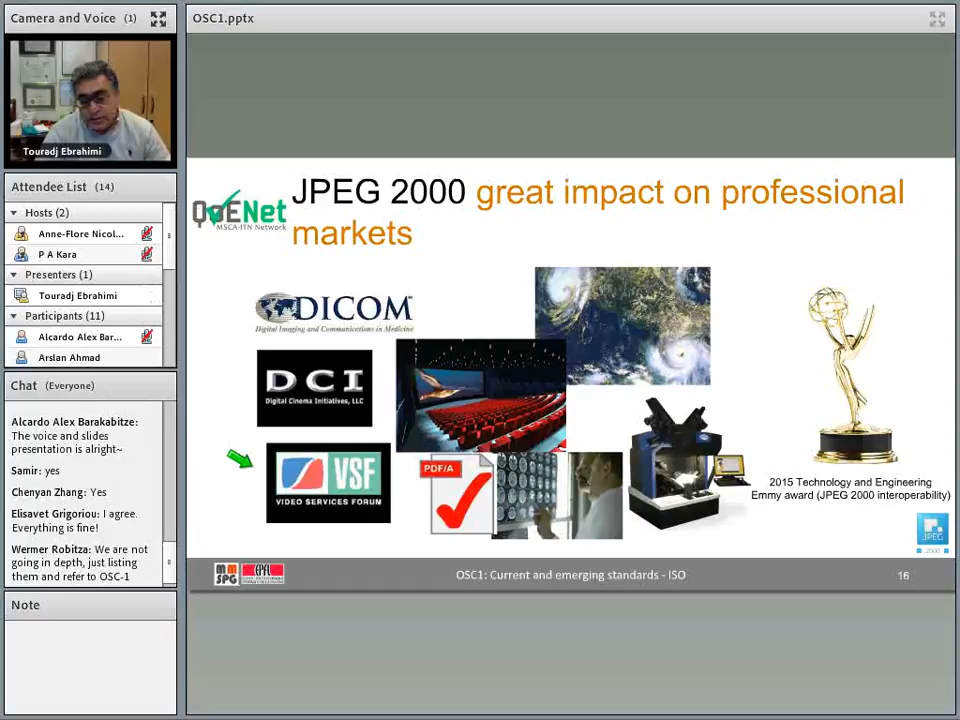 Camera and Voice (1)
Touradj Ebrahimi
Attendee List (14)
Hosts (2)
Anne-Flore Nicol...
P A Kara
Presenters (1)
Touradj Ebrahimi
Participants (11)
Alcardo Alex Bar...
Arslan Ahmad
Chat (Everyone)
Alcardo Alex Barakabitze:
The voice and slides
presentation is alright~
Samir: yes
Chenyan Zhang: Yes
Elisavet Grigoriou: I agree.
Everything is fine!
Wermer Robitza: We are not
going in depth, just listing
them and refer to OSC-1
Note
OSC1.pptx
QoENet
MSCA-ITN Network
JPEG 2000 great impact on professional
markets
DICOM
Digital Imaging and Communications in Medicine
DCI
Digital Cinema Initiatives, LLC
VSF
VIDEO SERVICES FORUM
PDF/A
2015 Technology and Engineering
Emmy award (JPEG 2000 interoperability)
JPEG
2000
MM
SPG
EPFL
OSC1: Current and emerging standards - ISO
16